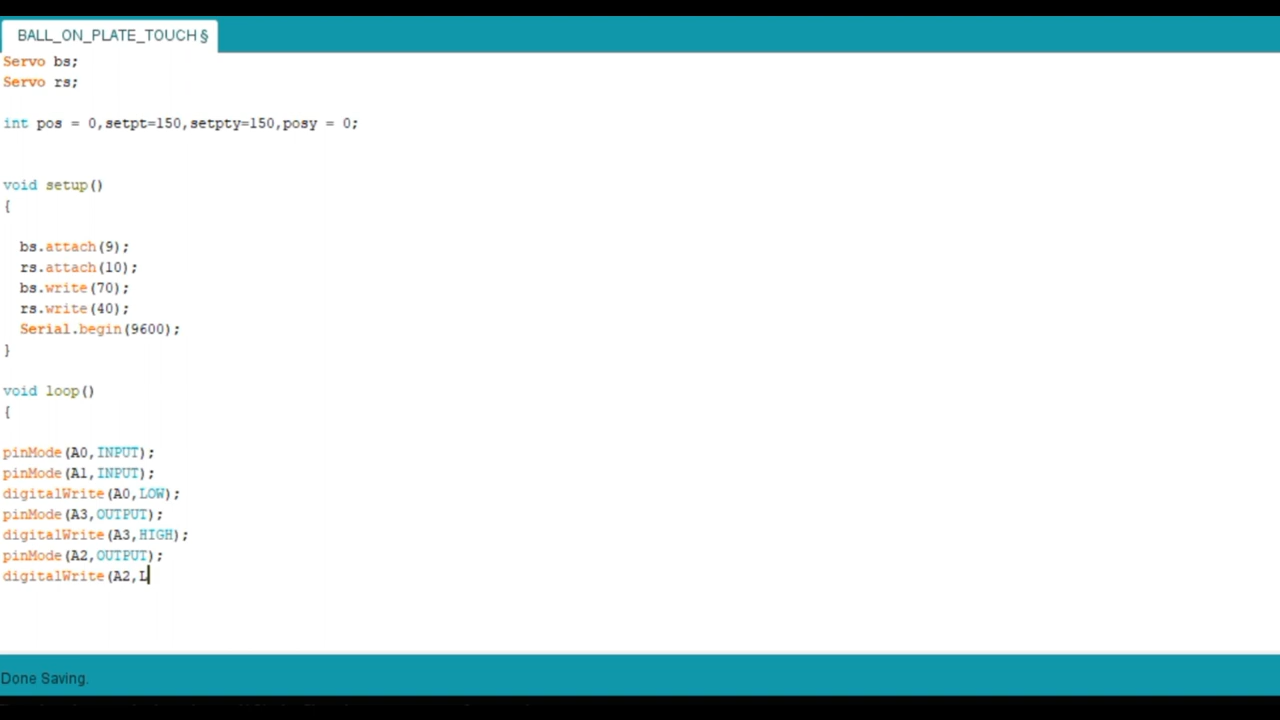 BALL_ON_PLATE_TOUCH §
Servo bs;
Servo rs;
int pos = 0,setpt=150,setpty=150,posy = 0;
void setup()
{
bs.attach(9);
rs.attach(10);
bs.write(70);
rs.write(40);
Serial.begin(9600);
}
void loop()
{
pinMode(A0,INPUT);
pinMode(A1,INPUT);
digitalWrite(A0,LOW);
pinMode(A3,OUTPUT);
digitalWrite(A3,HIGH);
pinMode(A2,OUTPUT);
digitalWrite(A2,L
Done Saving.